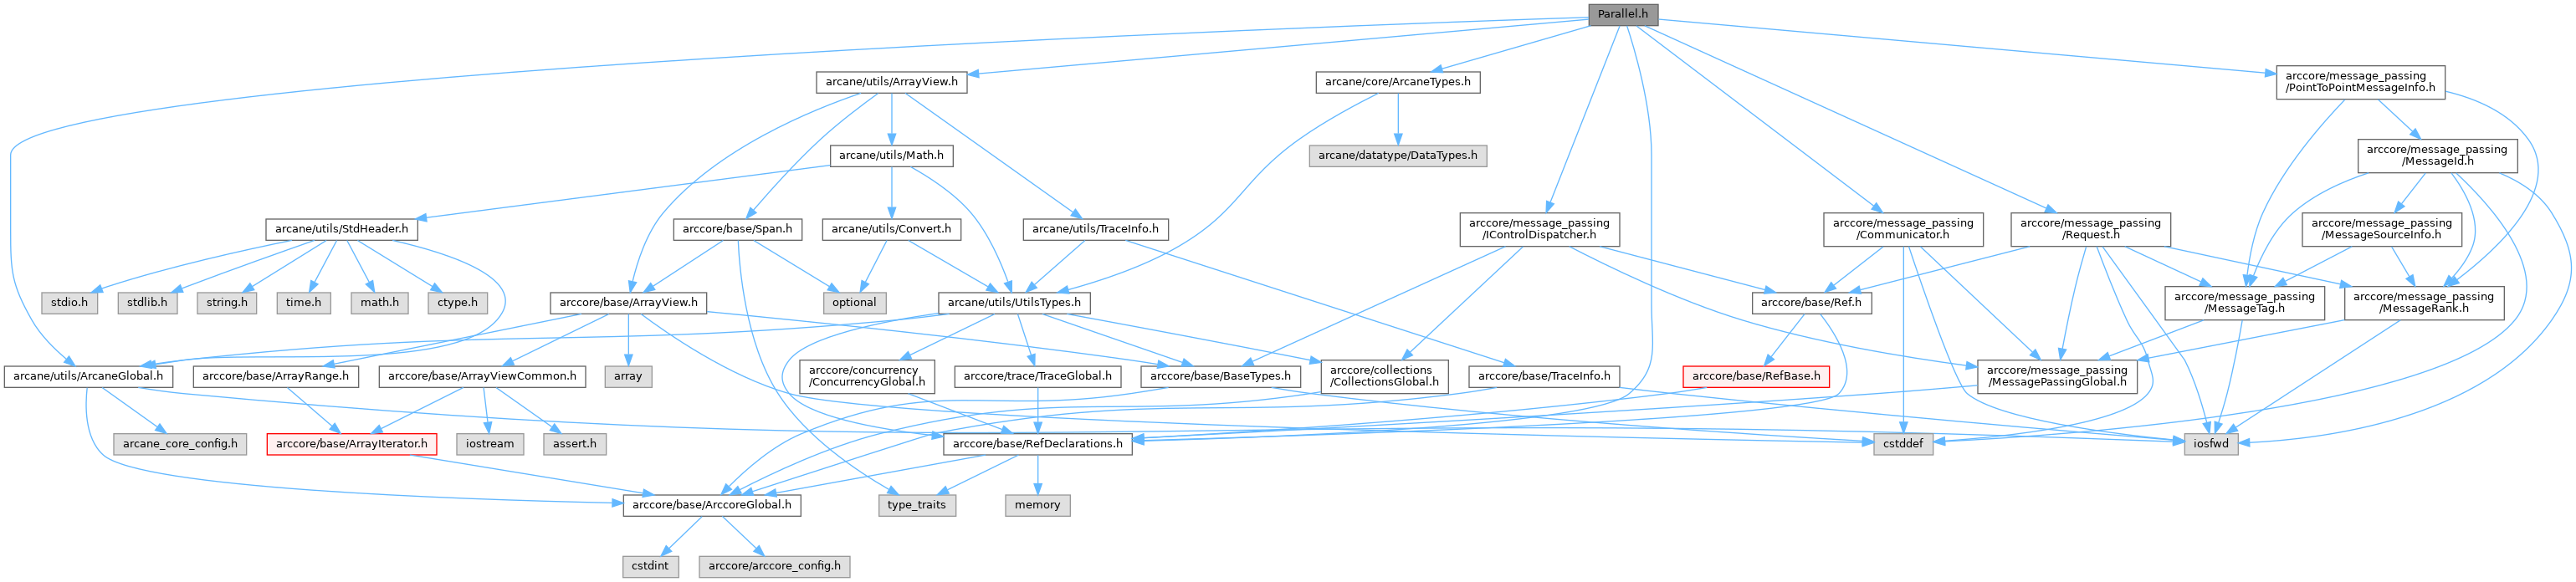 Parallel.h
arcane/utils/ArrayView.h
arcane/core/ArcaneTypes.h
arccore/message_passing
/PointToPointMessageInfo.h
arcane/utils/Math.h
arcane/datatype/DataTypes.h
arccore/message_passing
/MessageId.h
arcane/utils/StdHeader.h
arccore/base/Span.h
arcane/utils/Convert.h
arcane/utils/TraceInfo.h
arccore/message_passing
/IControlDispatcher.h
arccore/message_passing
/Communicator.h
arccore/message_passing
/Request.h
arccore/message_passing
/MessageSourceInfo.h
stdio.h
stdlib.h
string.h
time.h
math.h
ctype.h
arccore/base/ArrayView.h
optional
arcane/utils/UtilsTypes.h
arccore/base/Ref.h
arccore/message_passing
/MessageTag.h
arccore/message_passing
/MessageRank.h
arcane/utils/ArcaneGlobal.h
arccore/base/ArrayRange.h
arccore/base/ArrayViewCommon.h
array
arccore/concurrency
/ConcurrencyGlobal.h
arccore/trace/TraceGlobal.h
arccore/base/BaseTypes.h
arccore/collections
/CollectionsGlobal.h
arccore/base/TraceInfo.h
arccore/base/RefBase.h
arccore/message_passing
/MessagePassingGlobal.h
arcane_core_config.h
arccore/base/ArrayIterator.h
iostream
assert.h
arccore/base/RefDeclarations.h
cstddef
iosfwd
arccore/base/ArccoreGlobal.h
type_traits
memory
cstdint
arccore/arccore_config.h